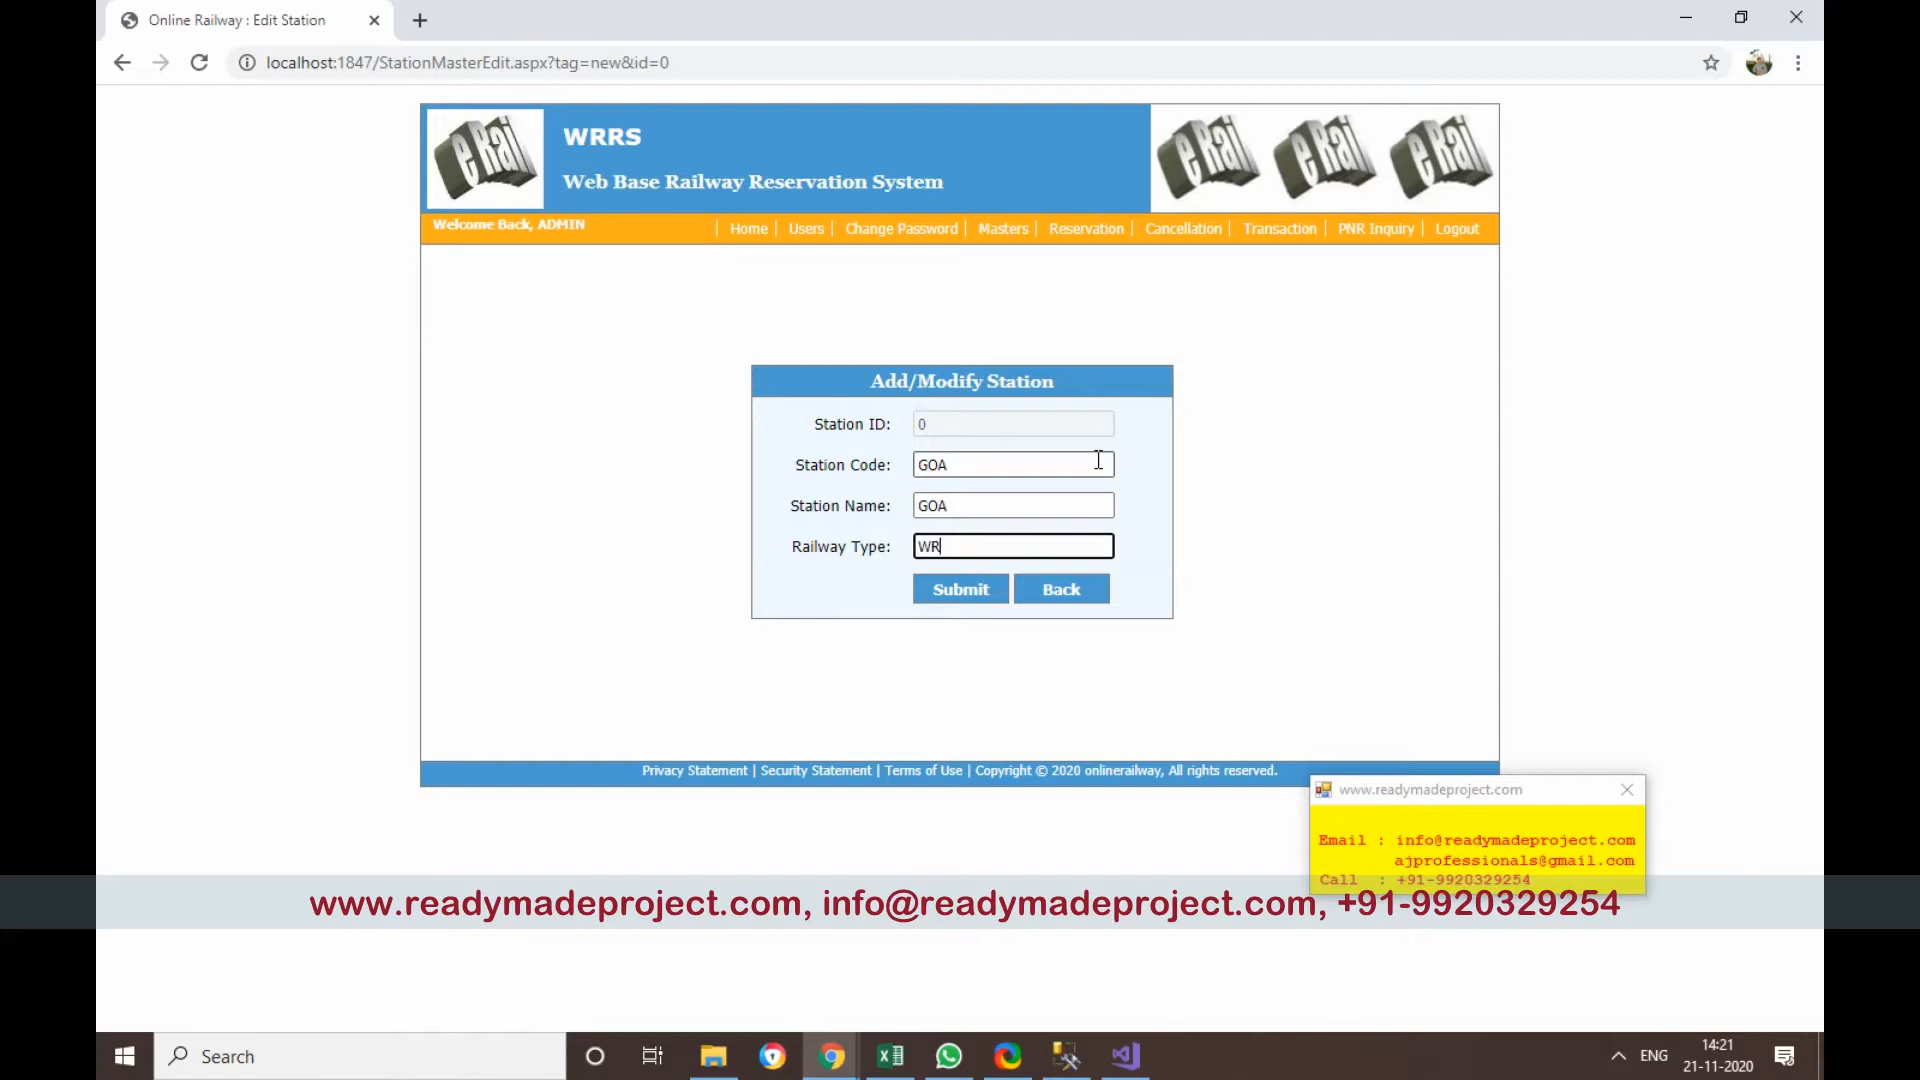 Online Railway : Edit Station
localhost:1847/StationMasterEdit.aspx?tag=new&id=0
eRai
WRRS
Web Base Railway Reservation System
eRai eRai eRai
Welcome Back, ADMIN
| Home | Users | Change Password | Masters | Reservation | Cancellation | Transaction | PNR Inquiry | Logout
Add/Modify Station
Station ID: 0
Station Code: GOA
Station Name: GOA
Railway Type: WR
Submit Back
Privacy Statement | Security Statement | Terms of Use | Copyright © 2020 onlinerailway, All rights reserved.
www.readymadeproject.com
Email : info@readymadeproject.com
ajprofessionals@gmail.com
Call : +91-9920329254
www.readymadeproject.com, info@readymadeproject.com, +91-9920329254
Search
ENG
14:21
21-11-2020